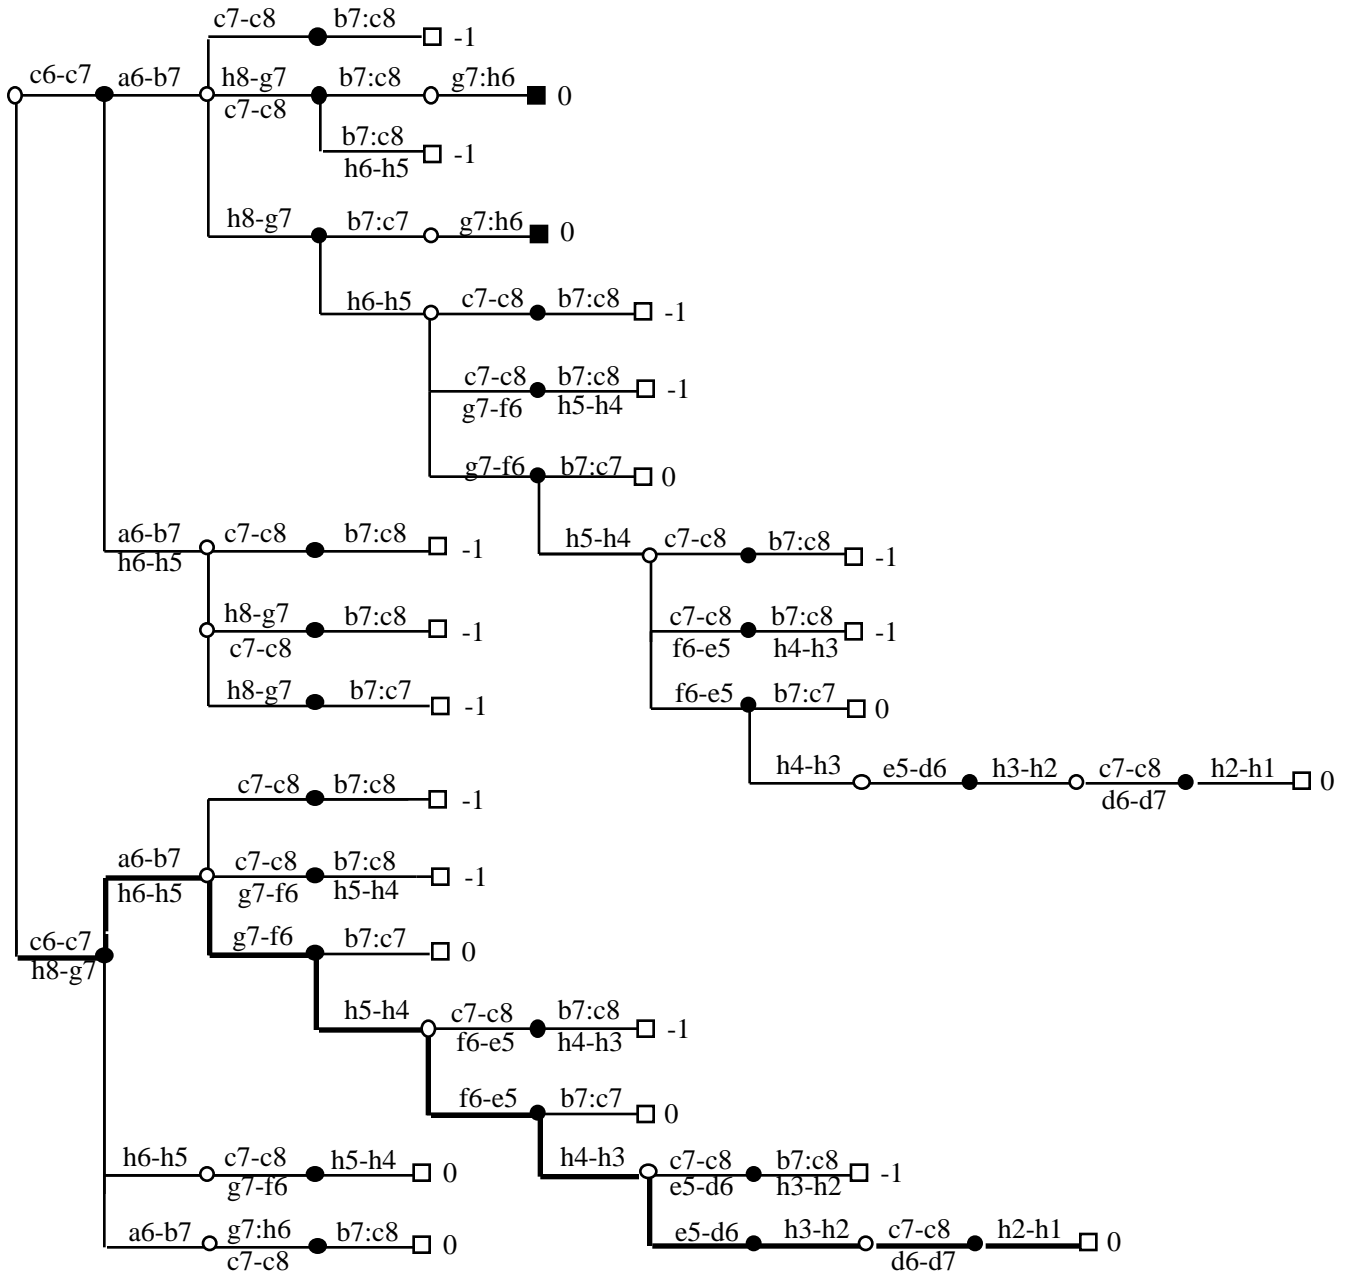 c7-c8 b7:c8 -1
c6-c7 a6-b7 h8-g7 b7:c8 g7:h6 0
c7-c8
b7:c8 -1
h6-h5
h8-g7 b7:c7 g7:h6 0
h6-h5 c7-c8 b7:c8 -1
c7-c8 b7:c8 -1
g7-f6 h5-h4
g7-f6 b7:c7 0
a6-b7 c7-c8 b7:c8 -1 h5-h4 c7-c8 b7:c8 -1
h6-h5
h8-g7 b7:c8 -1 c7-c8 b7:c8 -1
c7-c8 f6-e5 h4-h3
h8-g7 b7:c7 -1 f6-e5 b7:c7 0
h4-h3 e5-d6 h3-h2 c7-c8 h2-h1 0
d6-d7
c7-c8 b7:c8 -1
a6-b7 c7-c8 b7:c8 -1
h6-h5 g7-f6 h5-h4
c6-c7 g7-f6 b7:c7 0
h8-g7
h5-h4 c7-c8 b7:c8 -1
f6-e5 h4-h3
f6-e5 b7:c7 0
h6-h5 c7-c8 h5-h4 0 h4-h3 c7-c8 b7:c8 -1
g7-f6 e5-d6 h3-h2
a6-b7 g7:h6 b7:c8 0 e5-d6 h3-h2 c7-c8 h2-h1 0
c7-c8 d6-d7